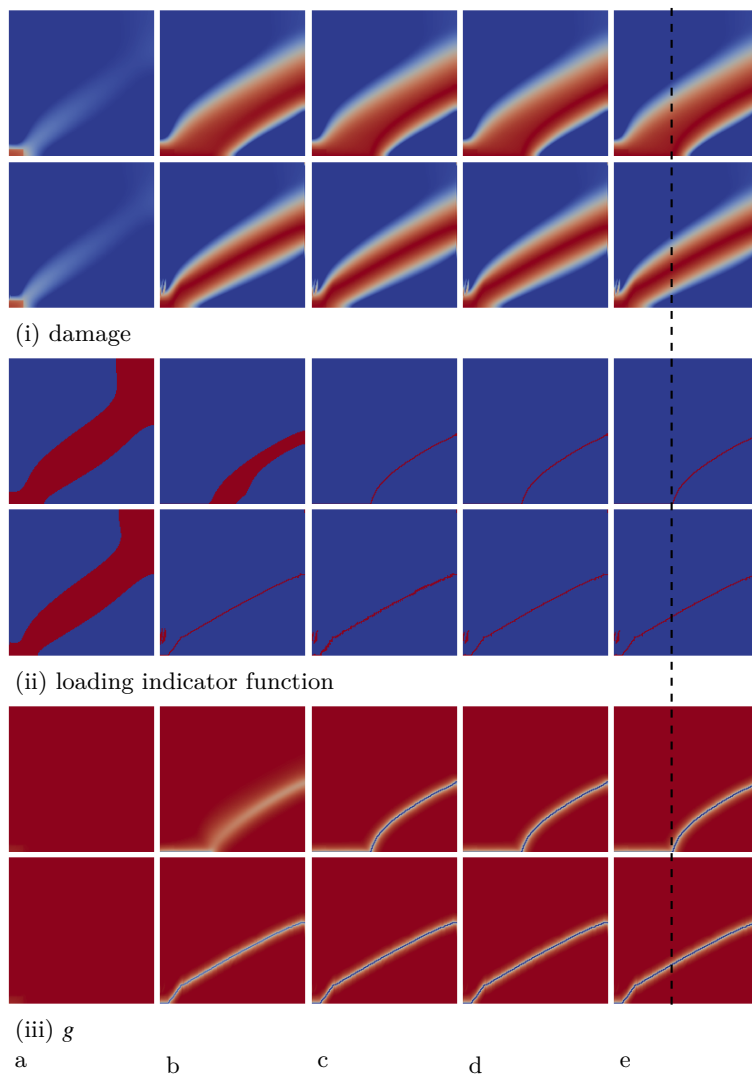 (i) damage
(ii) loading indicator function
(iii) g
a b c d e